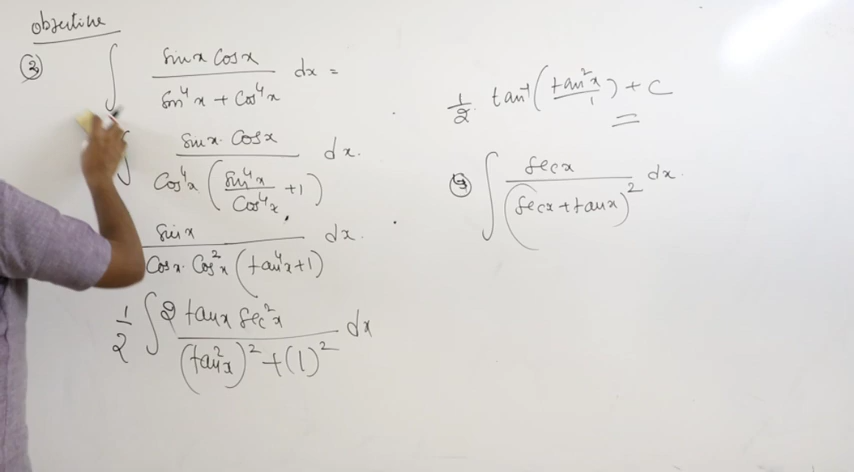 Objective
③ ∫ sinx cosx / sin⁴x + cos⁴x dx =
∫ sinx. cosx / cos⁴x ( sin⁴x / cos⁴x + 1 ) dx.
sinx / cosx. cos²x (tan⁴x+1) dx.
1/2 ∫ 2 tanx sec²x / (tan²x)² + (1)² dx
1/2. tan⁻¹ ( tan²x / 1 ) + C
④ ∫ secx / (secx + tanx)² dx.